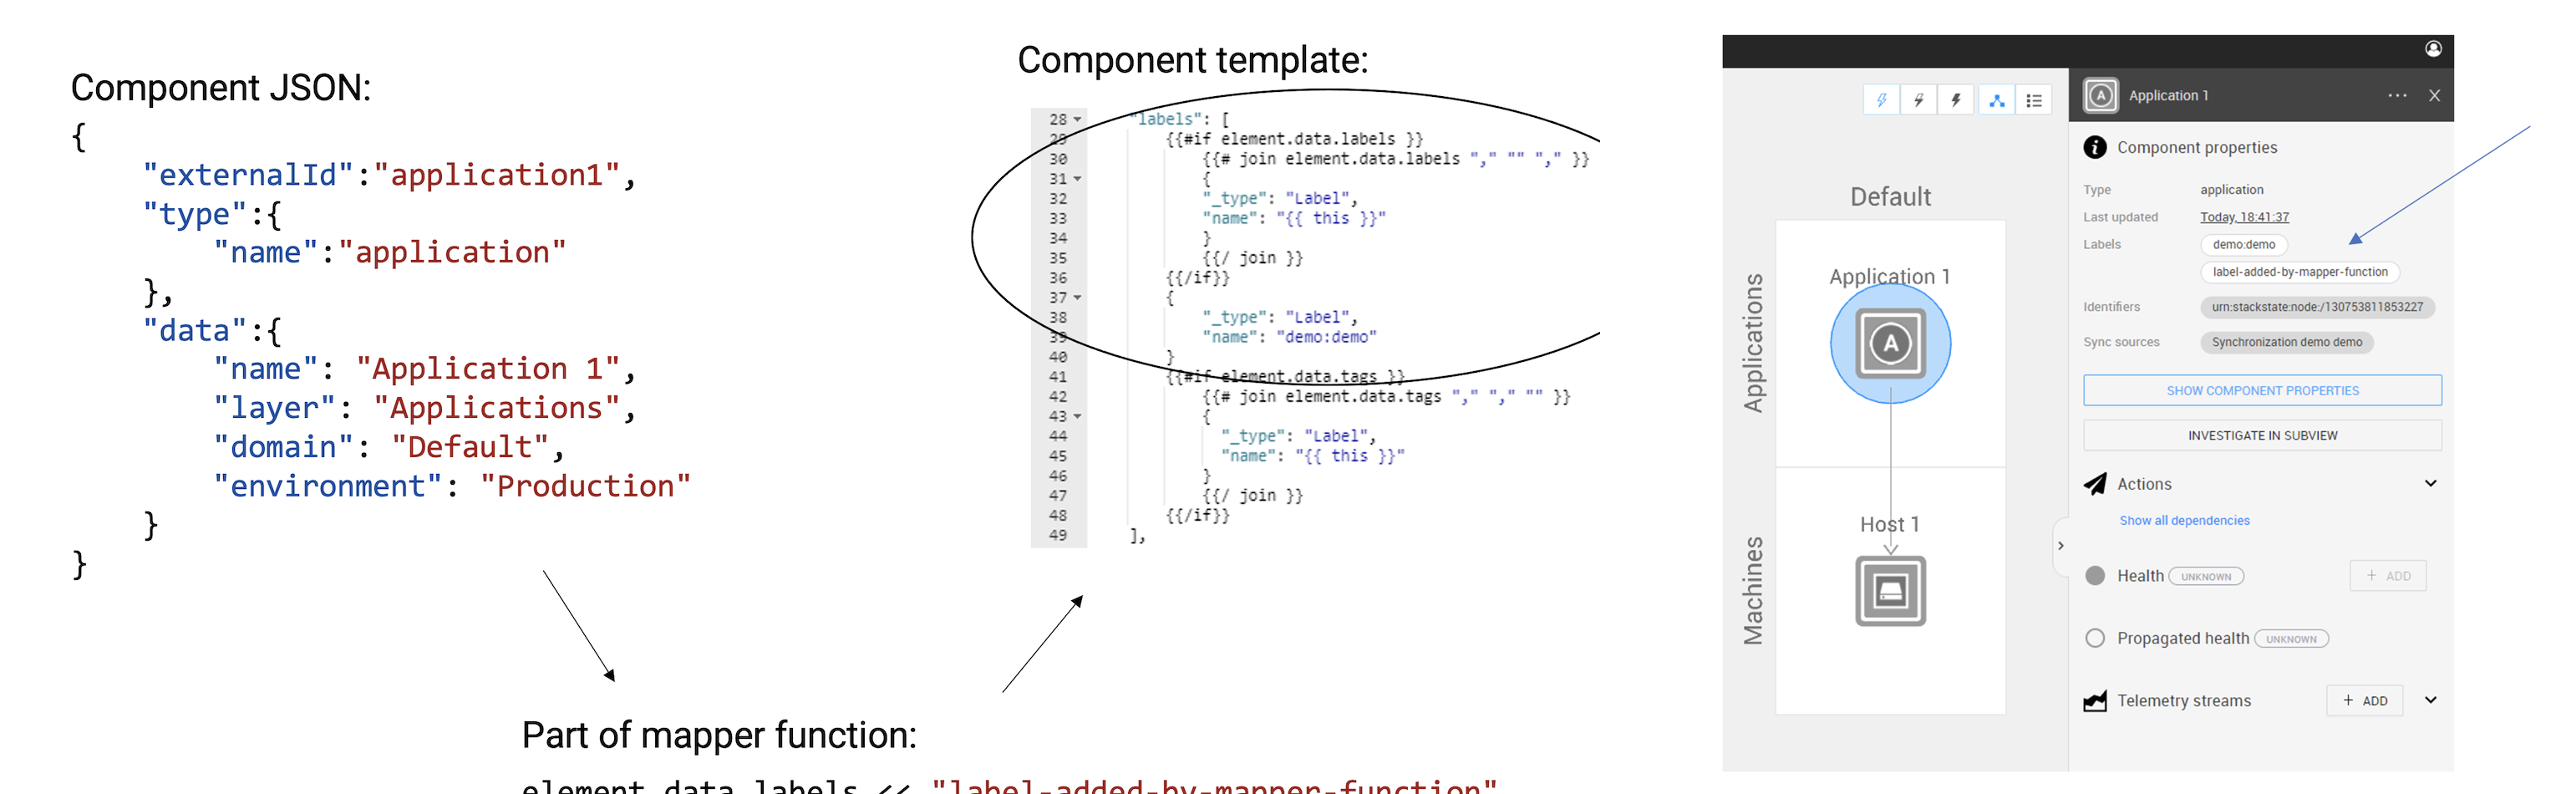 Component JSON:
{
"externalId":"application1",
"type":{
"name":"application"
},
"data":{
"name": "Application 1",
"layer": "Applications",
"domain": "Default",
"environment": "Production"
}
}
Component template:
28 "labels": [
29 {{#if element.data.labels }}
30 {{# join element.data.labels "," "" "," }}
31 {
32 "_type": "Label",
33 "name": "{{ this }}"
34 }
35 {{/ join }}
36 {{/if}}
37 {
38 "_type": "Label",
39 "name": "demo:demo"
40 }
41 {{#if element.data.tags }}
42 {{# join element.data.tags "," "," "" }}
43 {
44 "_type": "Label",
45 "name": "{{ this }}"
46 }
47 {{/ join }}
48 {{/if}}
49 ],
Part of mapper function:
element.data.labels << "label-added-by-mapper-function"
Default
Applications
Application 1
A
Machines
Host 1
A
Application 1
Component properties
Type application
Last updated Today, 18:41:37
Labels demo:demo
label-added-by-mapper-function
Identifiers urn:stackstate:node:/130753811853227
Sync sources Synchronization demo demo
SHOW COMPONENT PROPERTIES
INVESTIGATE IN SUBVIEW
Actions
Show all dependencies
Health UNKNOWN + ADD
Propagated health UNKNOWN
Telemetry streams + ADD